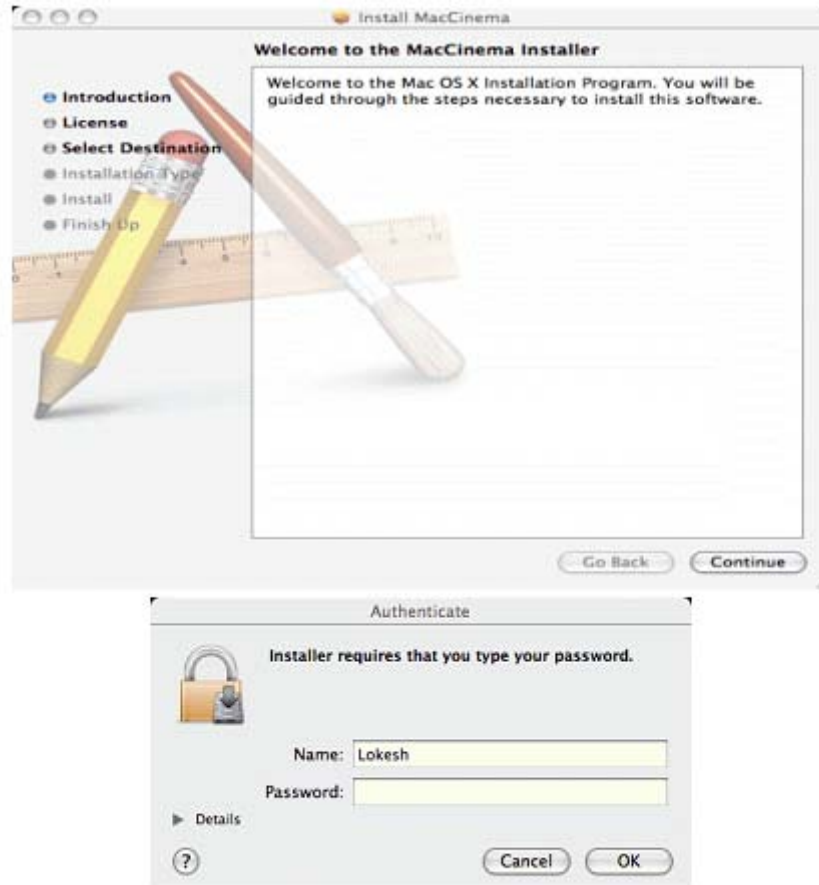 Install MacCinema
Welcome to the MacCinema Installer
Introduction
License
Select Destination
Installation Type
Install
Finish Up
Welcome to the Mac OS X Installation Program. You will be
guided through the steps necessary to install this software.
Go Back
Continue
Authenticate
Installer requires that you type your password.
Name: Lokesh
Password:
Details
?
Cancel
OK